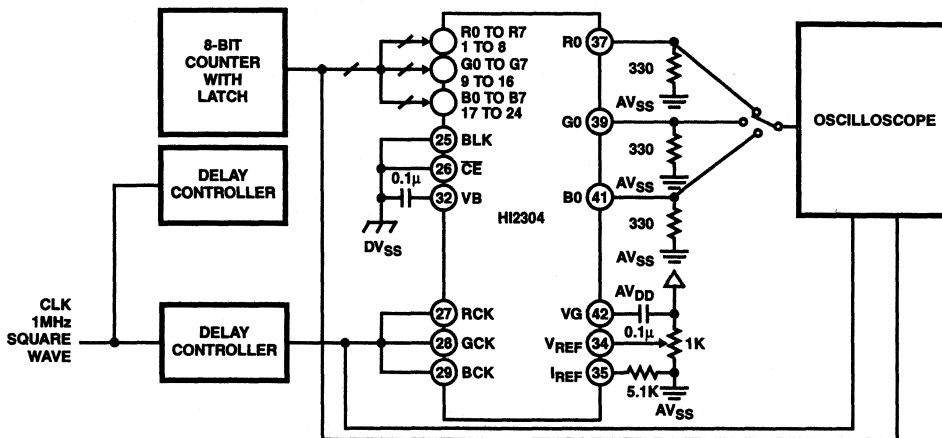 8-BIT
COUNTER
WITH
LATCH
DELAY
CONTROLLER
CLK
1MHz
SQUARE
WAVE
DELAY
CONTROLLER
R0 TO R7
1 TO 8
G0 TO G7
9 TO 16
B0 TO B7
17 TO 24
25 BLK
26 CE
0.1μ
32 VB
DVSS
HI2304
27 RCK
28 GCK
29 BCK
R0 37
330
AVSS
G0 39
330
AVSS
B0 41
330
AVSS
AVDD
VG 42
0.1μ
VREF 34
1K
IREF 35
5.1K
AVSS
OSCILLOSCOPE